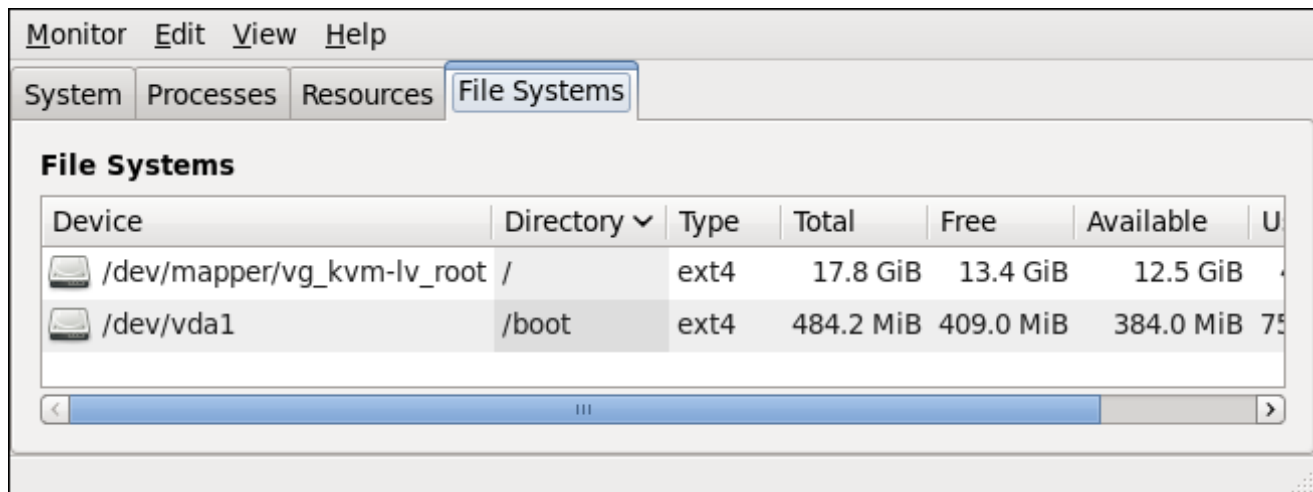 Monitor Edit View Help
System Processes Resources File Systems
File Systems
Device Directory Type Total Free Available
/dev/mapper/vg_kvm-lv_root / ext4 17.8 GiB 13.4 GiB 12.5 GiB
/dev/vda1 /boot ext4 484.2 MiB 409.0 MiB 384.0 MiB